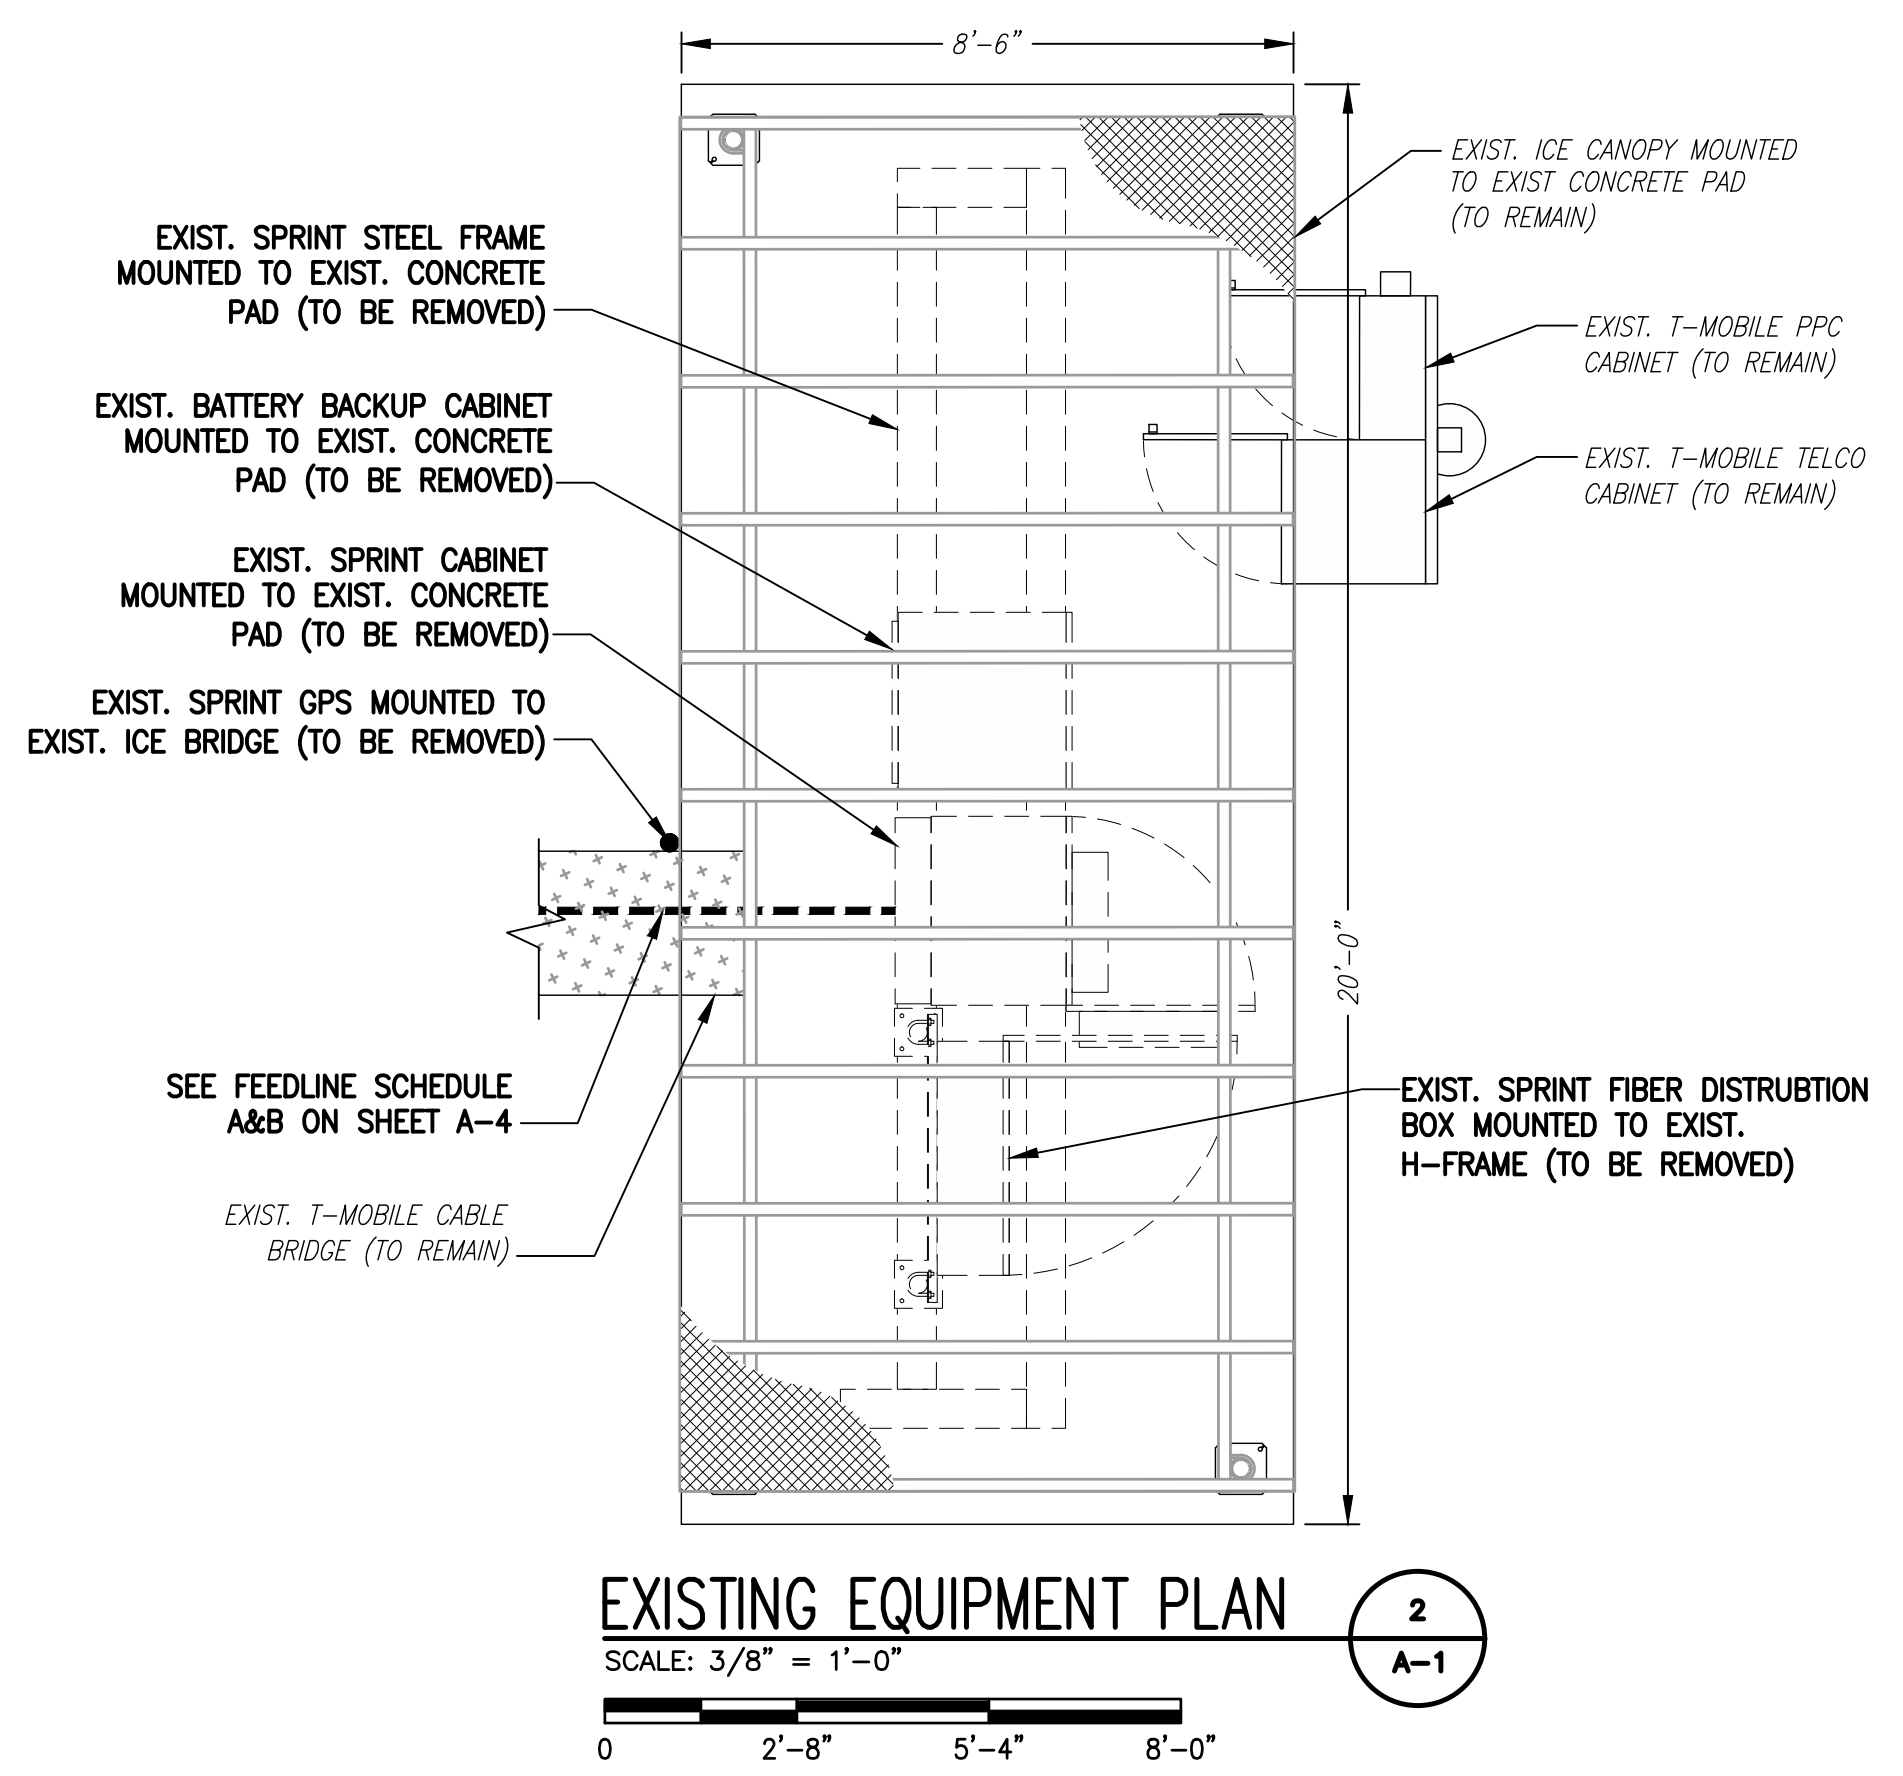 8'-6"
EXIST. ICE CANOPY MOUNTED
TO EXIST CONCRETE PAD
(TO REMAIN)
EXIST. SPRINT STEEL FRAME
MOUNTED TO EXIST. CONCRETE
PAD (TO BE REMOVED)
EXIST. T-MOBILE PPC
CABINET (TO REMAIN)
EXIST. BATTERY BACKUP CABINET
MOUNTED TO EXIST. CONCRETE
PAD (TO BE REMOVED)
EXIST. T-MOBILE TELCO
CABINET (TO REMAIN)
EXIST. SPRINT CABINET
MOUNTED TO EXIST. CONCRETE
PAD (TO BE REMOVED)
EXIST. SPRINT GPS MOUNTED TO
EXIST. ICE BRIDGE (TO BE REMOVED)
20'-0"
SEE FEEDLINE SCHEDULE
A&B ON SHEET A-4
EXIST. SPRINT FIBER DISTRUBTION
BOX MOUNTED TO EXIST.
H-FRAME (TO BE REMOVED)
EXIST. T-MOBILE CABLE
BRIDGE (TO REMAIN)
EXISTING EQUIPMENT PLAN
2
A-1
SCALE: 3/8" = 1'-0"
0 2'-8" 5'-4" 8'-0"